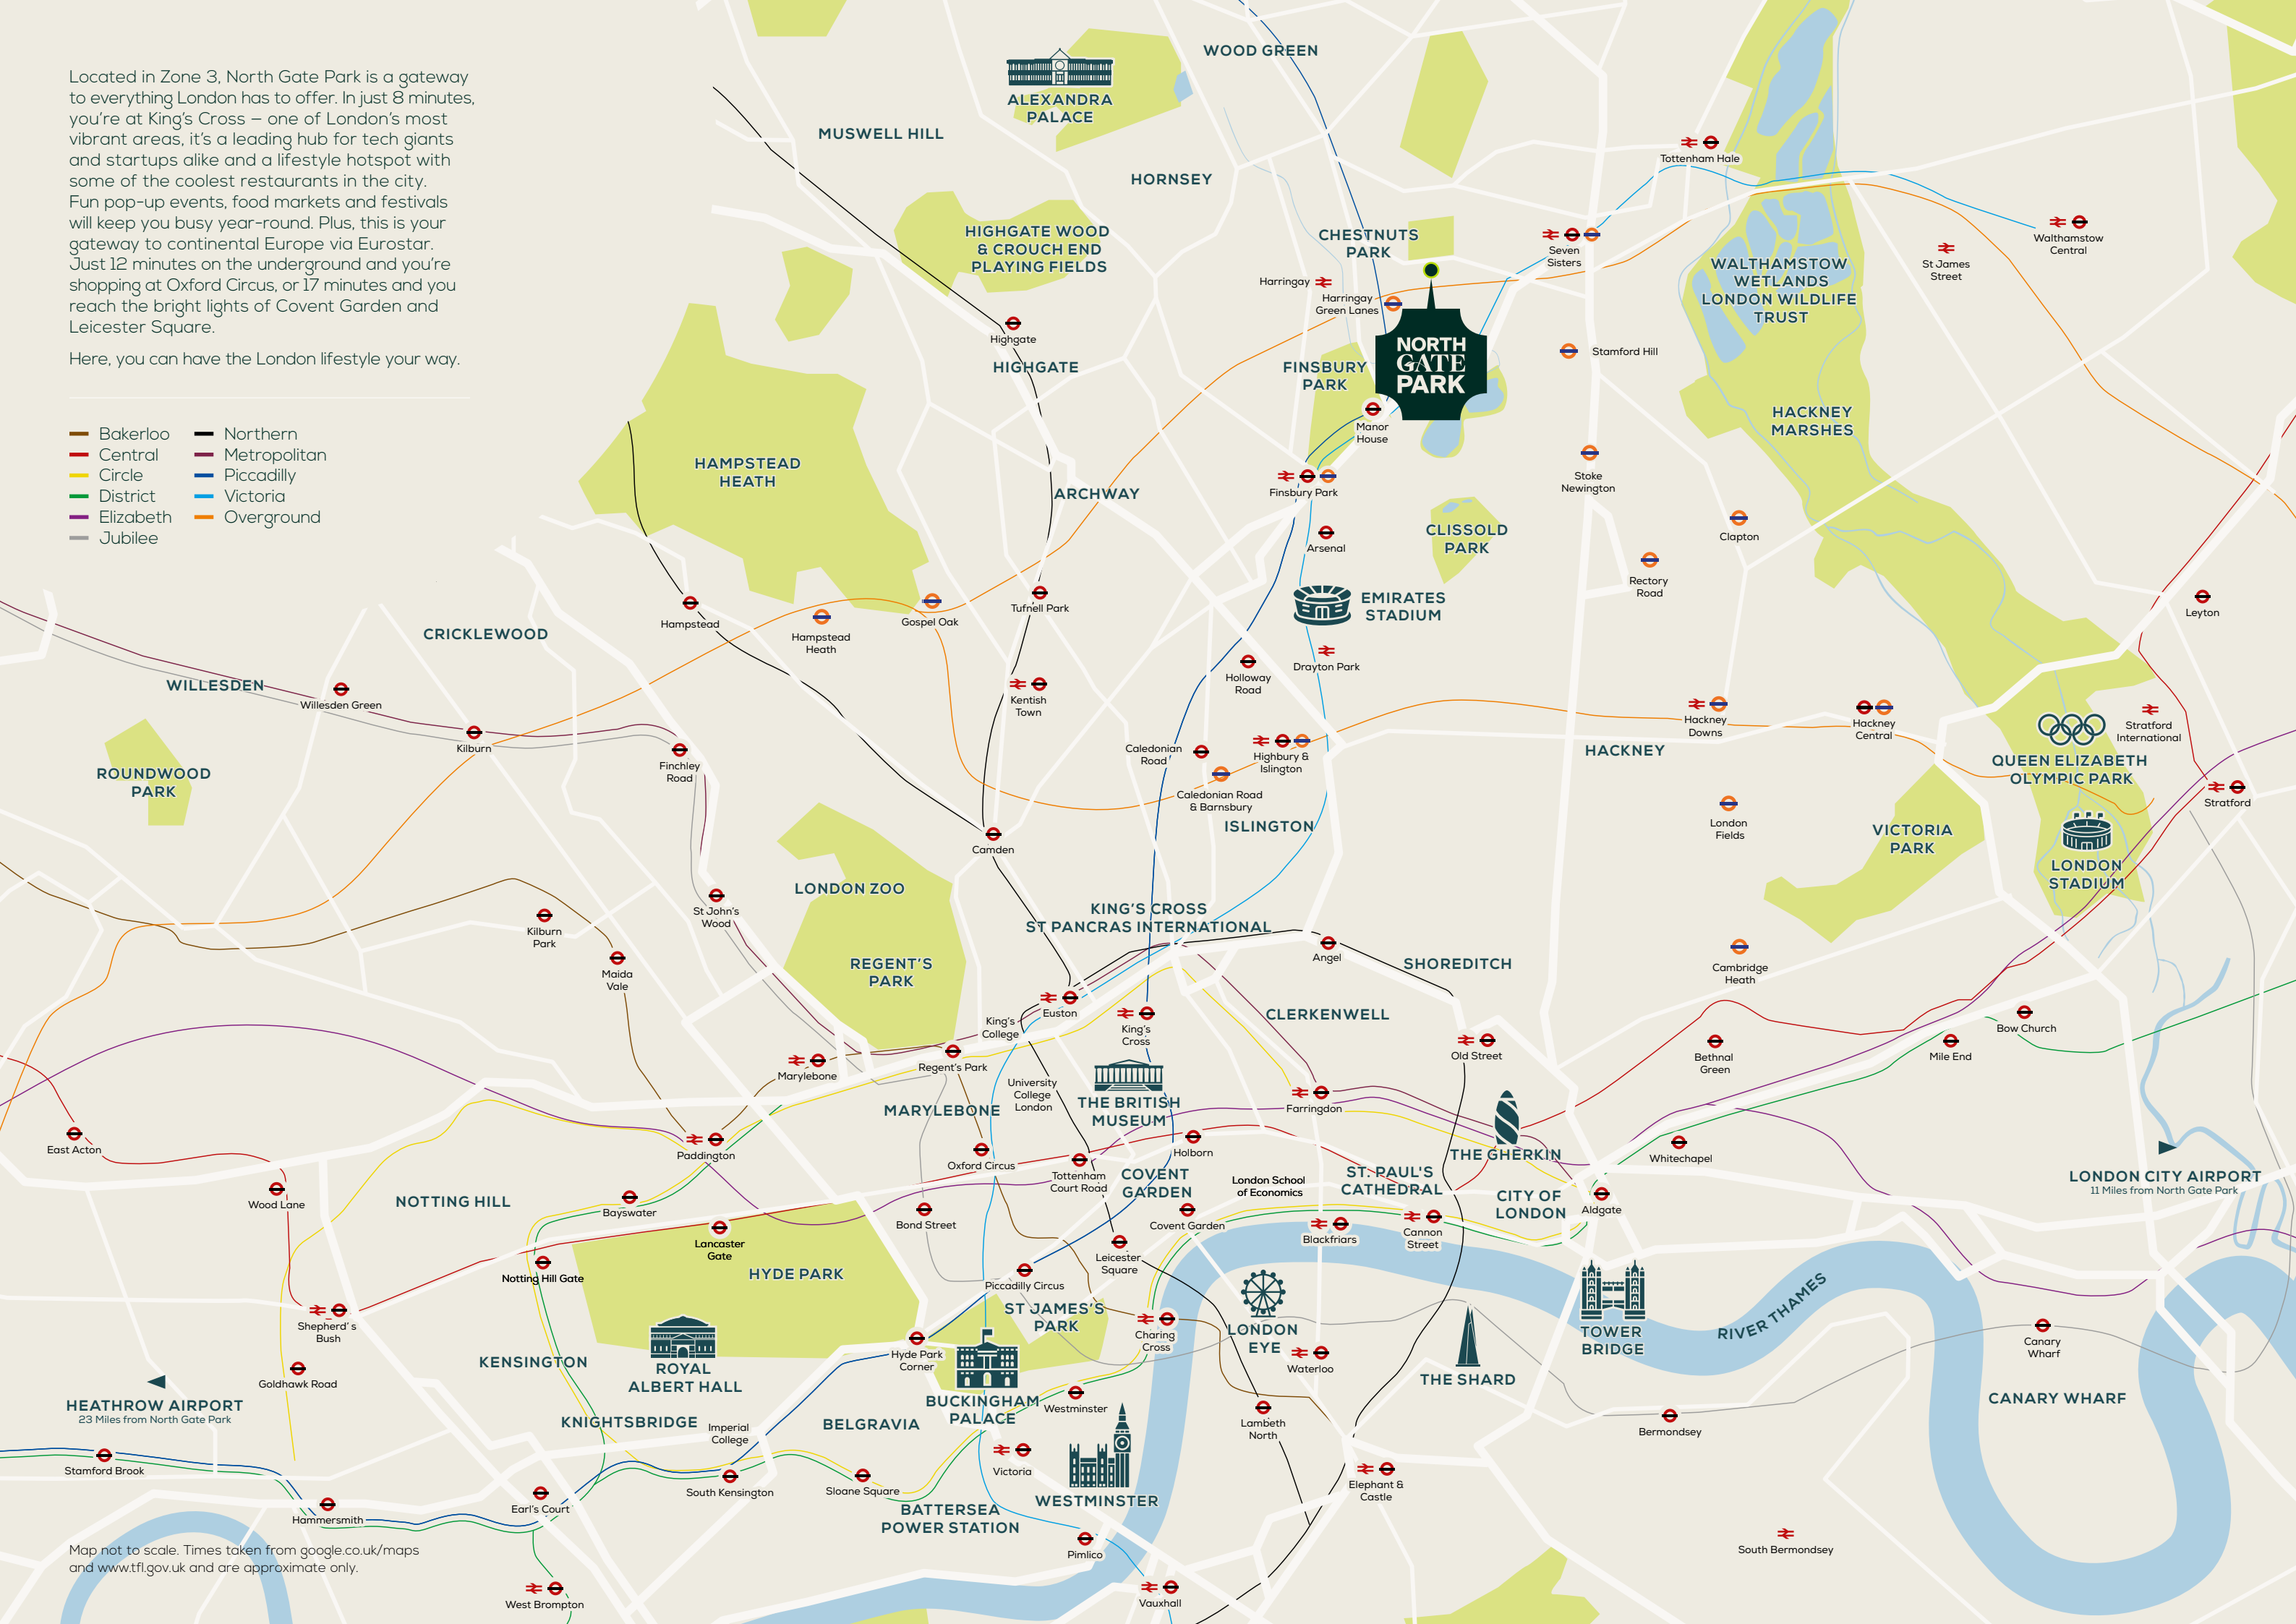 Located in Zone 3, North Gate Park is a gateway
to everything London has to offer. In just 8 minutes,
you're at King's Cross – one of London's most
vibrant areas, it's a leading hub for tech giants
and startups alike and a lifestyle hotspot with
some of the coolest restaurants in the city.
Fun pop-up events, food markets and festivals
will keep you busy year-round. Plus, this is your
gateway to continental Europe via Eurostar.
Just 12 minutes on the underground and you're
shopping at Oxford Circus, or 17 minutes and you
reach the bright lights of Covent Garden and
Leicester Square.
Here, you can have the London lifestyle your way.
Bakerloo
Central
Circle
District
Elizabeth
Jubilee
Northern
Metropolitan
Piccadilly
Victoria
Overground
WOOD GREEN
ALEXANDRA
PALACE
MUSWELL HILL
HORNSEY
Tottenham Hale
HIGHGATE WOOD
& CROUCH END
PLAYING FIELDS
CHESTNUTS
PARK
Seven
Sisters
Walthamstow
Central
St James
Street
WALTHAMSTOW
WETLANDS
LONDON WILDLIFE
TRUST
Harringay
Harringay
Green Lanes
Highgate
HIGHGATE
NORTH
GATE
PARK
Stamford Hill
FINSBURY
PARK
Manor
House
HACKNEY
MARSHES
HAMPSTEAD
HEATH
ARCHWAY
Finsbury Park
Stoke
Newington
Arsenal
CLISSOLD
PARK
Clapton
Rectory
Road
Hampstead
Hampstead
Heath
Gospel Oak
Tufnell Park
EMIRATES
STADIUM
Leyton
CRICKLEWOOD
WILLESDEN
Willesden Green
Drayton Park
Holloway
Road
Kentish
Town
Kilburn
Finchley
Road
Caledonian
Road
Highbury &
Islington
Caledonian Road
& Barnsbury
ISLINGTON
Hackney
Downs
Hackney
Central
HACKNEY
Stratford
International
QUEEN ELIZABETH
OLYMPIC PARK
Stratford
ROUNDWOOD
PARK
Camden
London
Fields
VICTORIA
PARK
LONDON
STADIUM
LONDON ZOO
St John's
Wood
Kilburn
Park
Maida
Vale
KING'S CROSS
ST PANCRAS INTERNATIONAL
Angel
SHOREDITCH
Cambridge
Heath
REGENT'S
PARK
Euston
King's
College
King's
Cross
CLERKENWELL
Old Street
Bethnal
Green
Mile End
Bow Church
Marylebone
Regent's Park
University
College
London
MARYLEBONE
THE BRITISH
MUSEUM
Farringdon
THE GHERKIN
Whitechapel
East Acton
Paddington
Oxford Circus
Holborn
Tottenham
Court Road
COVENT
GARDEN
London School
of Economics
ST. PAUL'S
CATHEDRAL
CITY OF
LONDON
Aldgate
LONDON CITY AIRPORT
11 Miles from North Gate Park
Wood Lane
NOTTING HILL
Bayswater
Lancaster
Gate
Bond Street
Covent Garden
Blackfriars
Cannon
Street
Leicester
Square
Notting Hill Gate
HYDE PARK
Piccadilly Circus
ST JAMES'S
PARK
Shepherd's
Bush
Charing
Cross
LONDON
EYE
Waterloo
TOWER
BRIDGE
RIVER THAMES
Canary
Wharf
CANARY WHARF
KENSINGTON
ROYAL
ALBERT HALL
Hyde Park
Corner
THE SHARD
Goldhawk Road
HEATHROW AIRPORT
23 Miles from North Gate Park
KNIGHTSBRIDGE
Imperial
College
BELGRAVIA
BUCKINGHAM
PALACE
Westminster
Lambeth
North
Bermondsey
Stamford Brook
Victoria
South Kensington
Sloane Square
Elephant &
Castle
Earl's Court
Hammersmith
BATTERSEA
POWER STATION
WESTMINSTER
Pimlico
South Bermondsey
West Brompton
Vauxhall
Map not to scale. Times taken from google.co.uk/maps
and www.tfl.gov.uk and are approximate only.